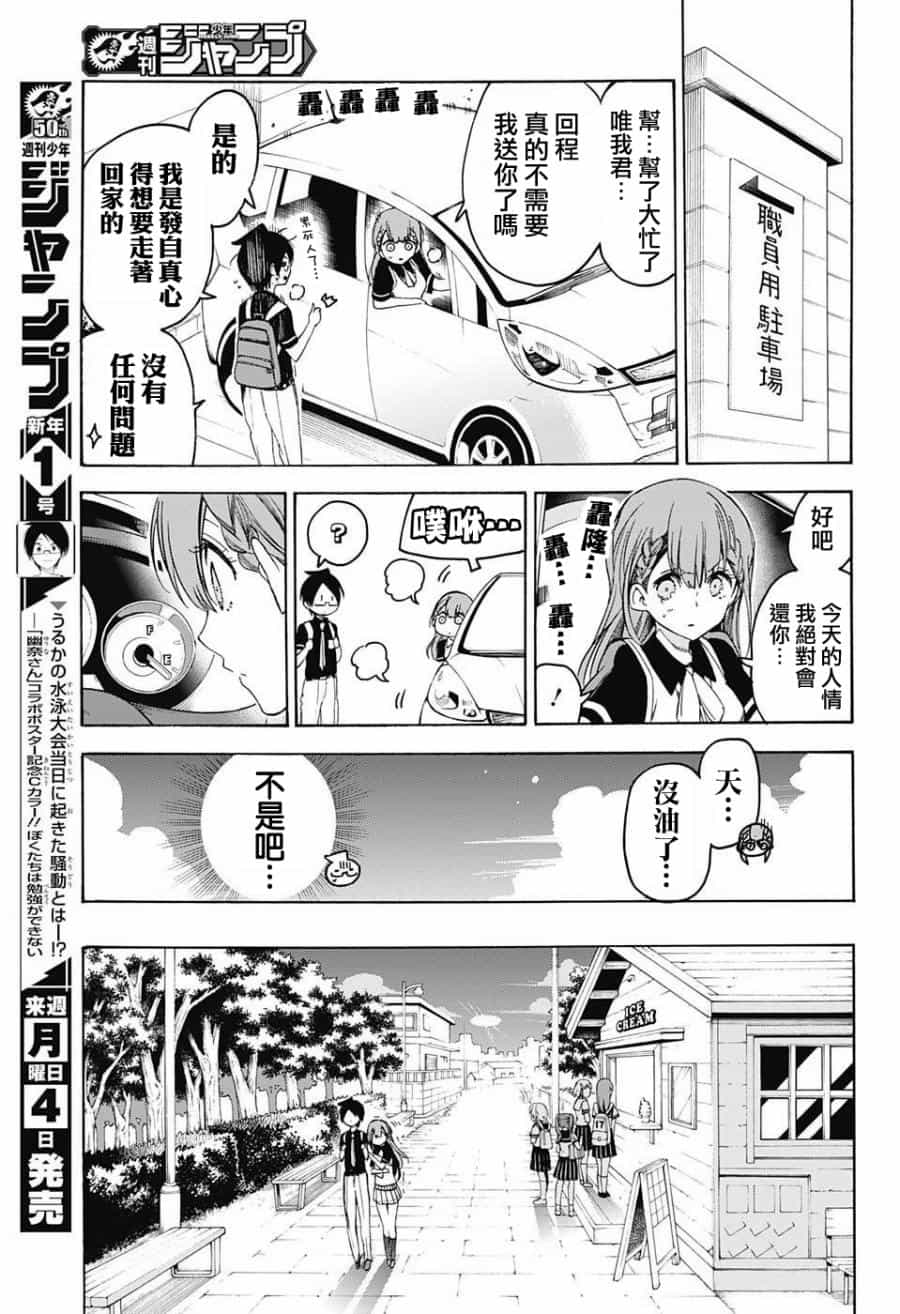 週刊
少年
ジャンプ
職員用 駐車場
幫…幫了大忙了
唯我君…
回程
真的不需要
我送你了嗎
轟轟轟轟
累死人了…
是的
我是發自真心
得想要走著
回家的
沒有
任何問題
好吧
今天的人情
我絕對會
還你…
轟隆…
轟…
轟…
!
噗咻…
?
F
E
天…
沒油了…
不是吧…
ICE
CREAM
17
50th
週刊少年
ジャンプ
新年
1
号
▼うるかの水泳大会当日に起きた騒動とはー!?
―「幽奈さん」コラボポスター記念Cカラー!!ぼくたちは勉強ができない
来週
月
曜日
4
日
発売